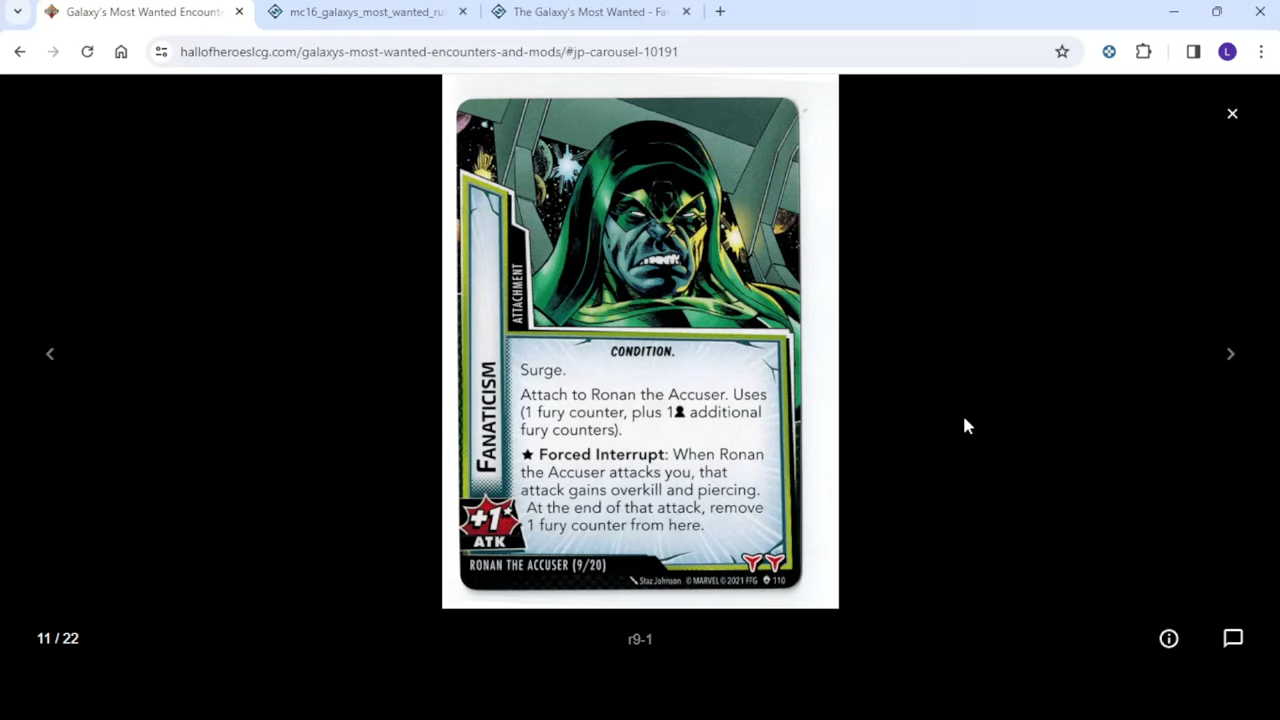 Galaxy's Most Wanted Encount
mc16_galaxys_most_wanted_ru
The Galaxy's Most Wanted - Fa
hallofheroeslcg.com/galaxys-most-wanted-encounters-and-mods/#jp-carousel-10191
L
FANATICISM
ATTACHMENT
CONDITION.
Surge.
Attach to Ronan the Accuser. Uses
(1 fury counter, plus 1 additional
fury counters).
★ Forced Interrupt: When Ronan
the Accuser attacks you, that
attack gains overkill and piercing.
At the end of that attack, remove
1 fury counter from here.
+1★
ATK
RONAN THE ACCUSER (9/20)
Staz Johnson © MARVEL © 2021 FFG 110
11 / 22
r9-1